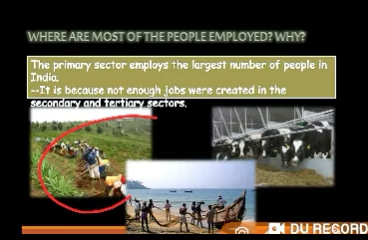 WHERE ARE MOST OF THE PEOPLE EMPLOYED? WHY?
The primary sector employs the largest number of people in
India.
--It is because not enough jobs were created in the
secondary and tertiary sectors.
DU RECORD